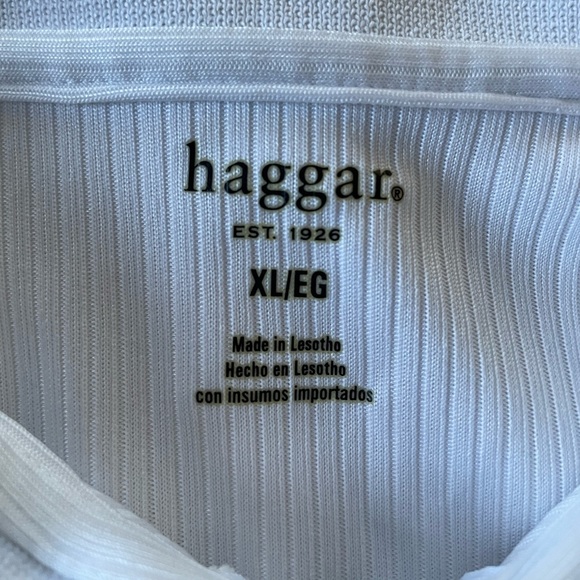 haggar®
EST. 1926
XL/EG
Made in Lesotho
Hecho en Lesotho
con insumos importados